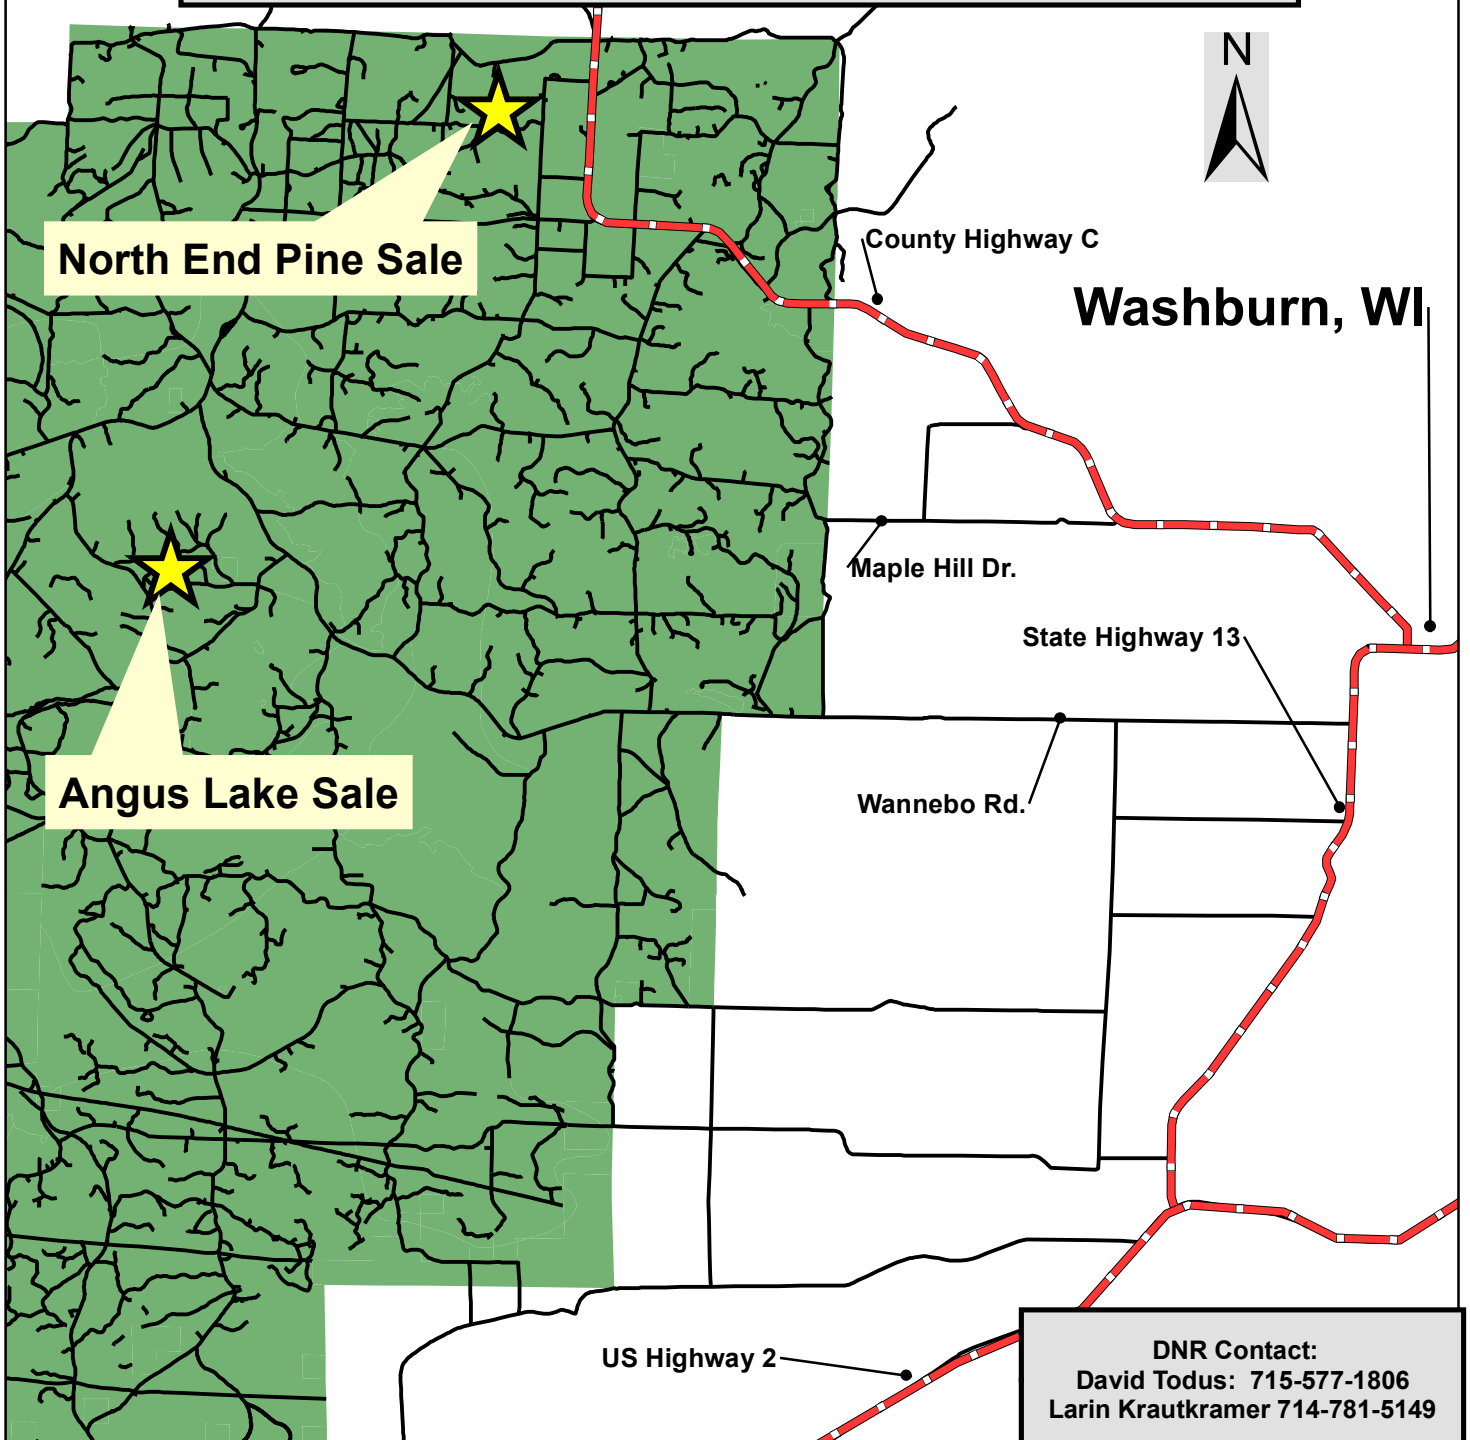 N
North End Pine Sale
County Highway C
Washburn, WI
Maple Hill Dr.
State Highway 13
Angus Lake Sale
Wannebo Rd.
US Highway 2
DNR Contact:
David Todus: 715-577-1806
Larin Krautkramer 714-781-5149